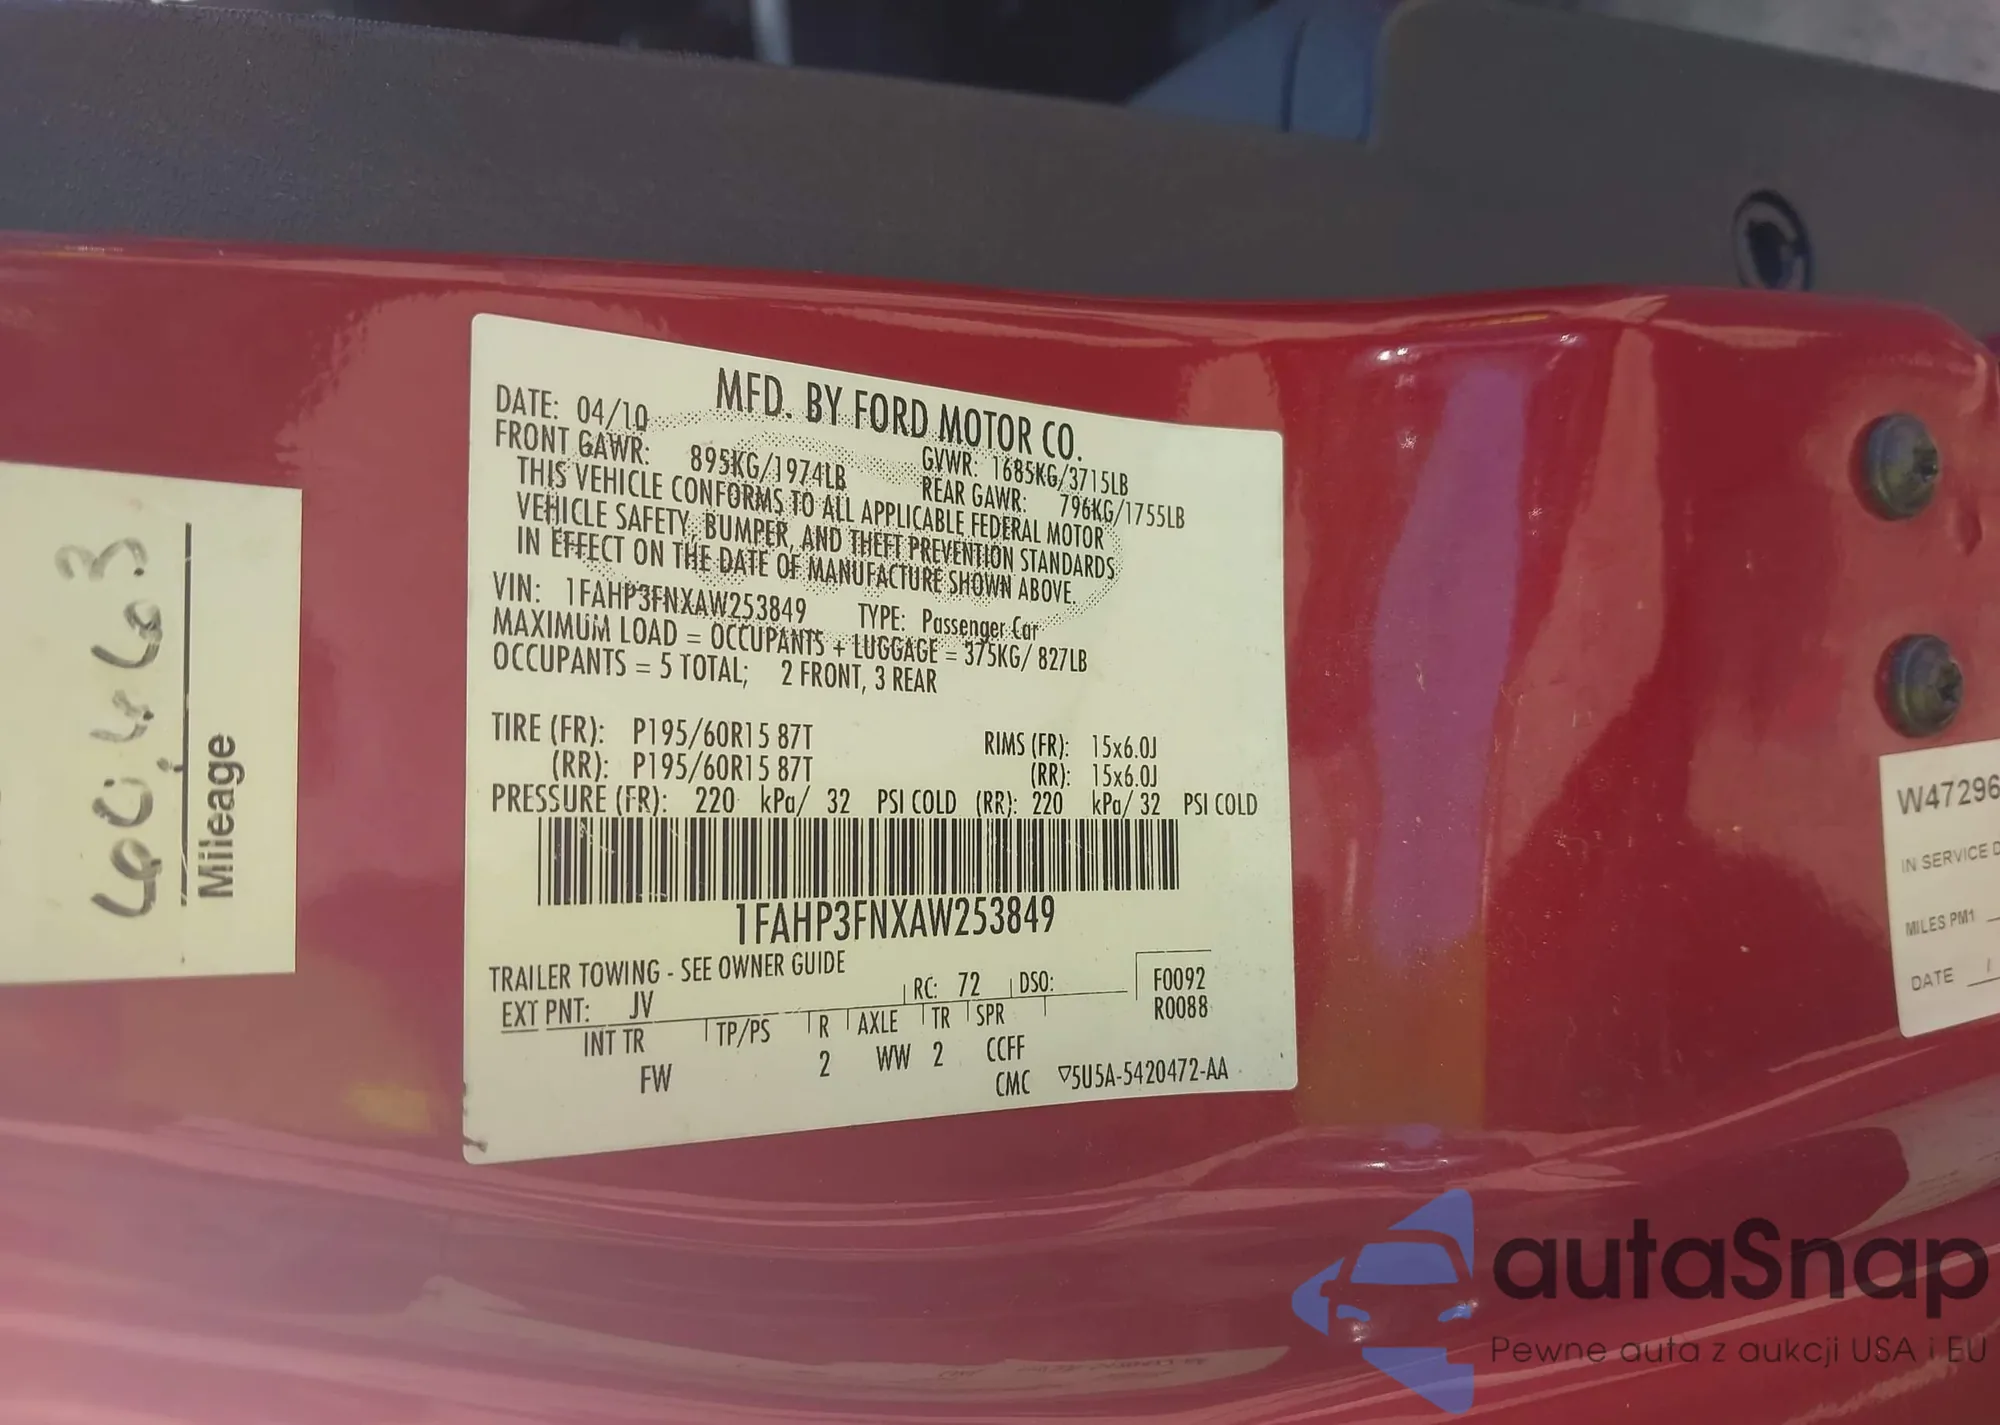 MFD. BY FORD MOTOR CO.
DATE: 04/10
GVWR: 1685KG/3715LB
FRONT GAWR: 895KG/1974LB
REAR GAWR: 796KG/1755LB
THIS VEHICLE CONFORMS TO ALL APPLICABLE FEDERAL MOTOR
VEHICLE SAFETY, BUMPER, AND THEFT PREVENTION STANDARDS
IN EFFECT ON THE DATE OF MANUFACTURE SHOWN ABOVE.
VIN: 1FAHP3FNXAW253849 TYPE: Passenger Car
MAXIMUM LOAD = OCCUPANTS + LUGGAGE = 375KG/ 827LB
OCCUPANTS = 5 TOTAL; 2 FRONT, 3 REAR
TIRE (FR): P195/60R15 87T RIMS (FR): 15x6.0J
(RR): P195/60R15 87T (RR): 15x6.0J
PRESSURE (FR): 220 kPa/ 32 PSI COLD (RR): 220 kPa/ 32 PSI COLD
1FAHP3FNXAW253849
TRAILER TOWING - SEE OWNER GUIDE
EXT PNT: JV RC: 72 DSO: F0092
R0088
INT TR TP/PS R AXLE TR SPR
FW 2 WW 2 CCFF
CMC ▽5U5A-5420472-AA
Mileage
W47296
IN SERVICE D
MILES PM1
DATE
autaSnap
Pewne auta z aukcji USA i EU